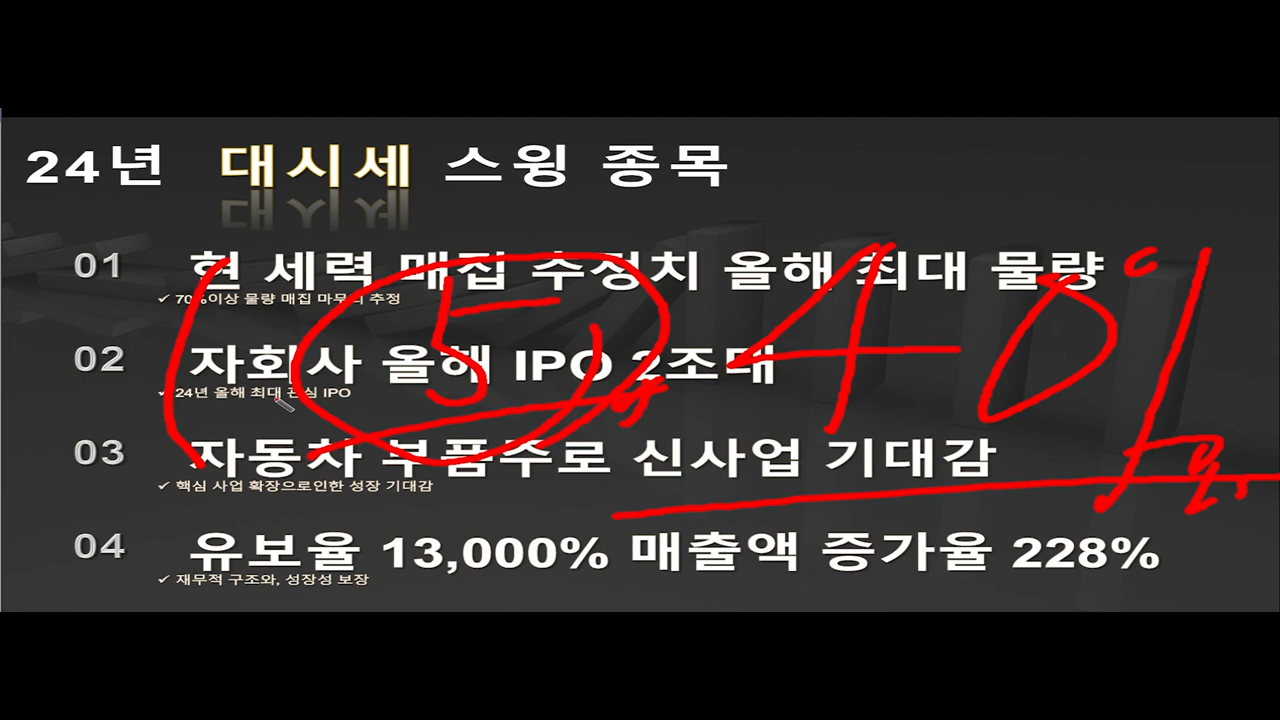 24년 대시세 스윙 종목
01 현 세력 매집 추정치 올해 최대 물량
✓ 70%이상 물량 매집 마무리 추정
02 자회사 올해 IPO 2조대
✓ 24년 올해 최대 관심 IPO
03 자동차 부품주로 신사업 기대감
✓ 핵심 사업 확장으로인한 성장 기대감
04 유보율 13,000% 매출액 증가율 228%
✓ 재무적 구조와, 성장성 보장
5 40%